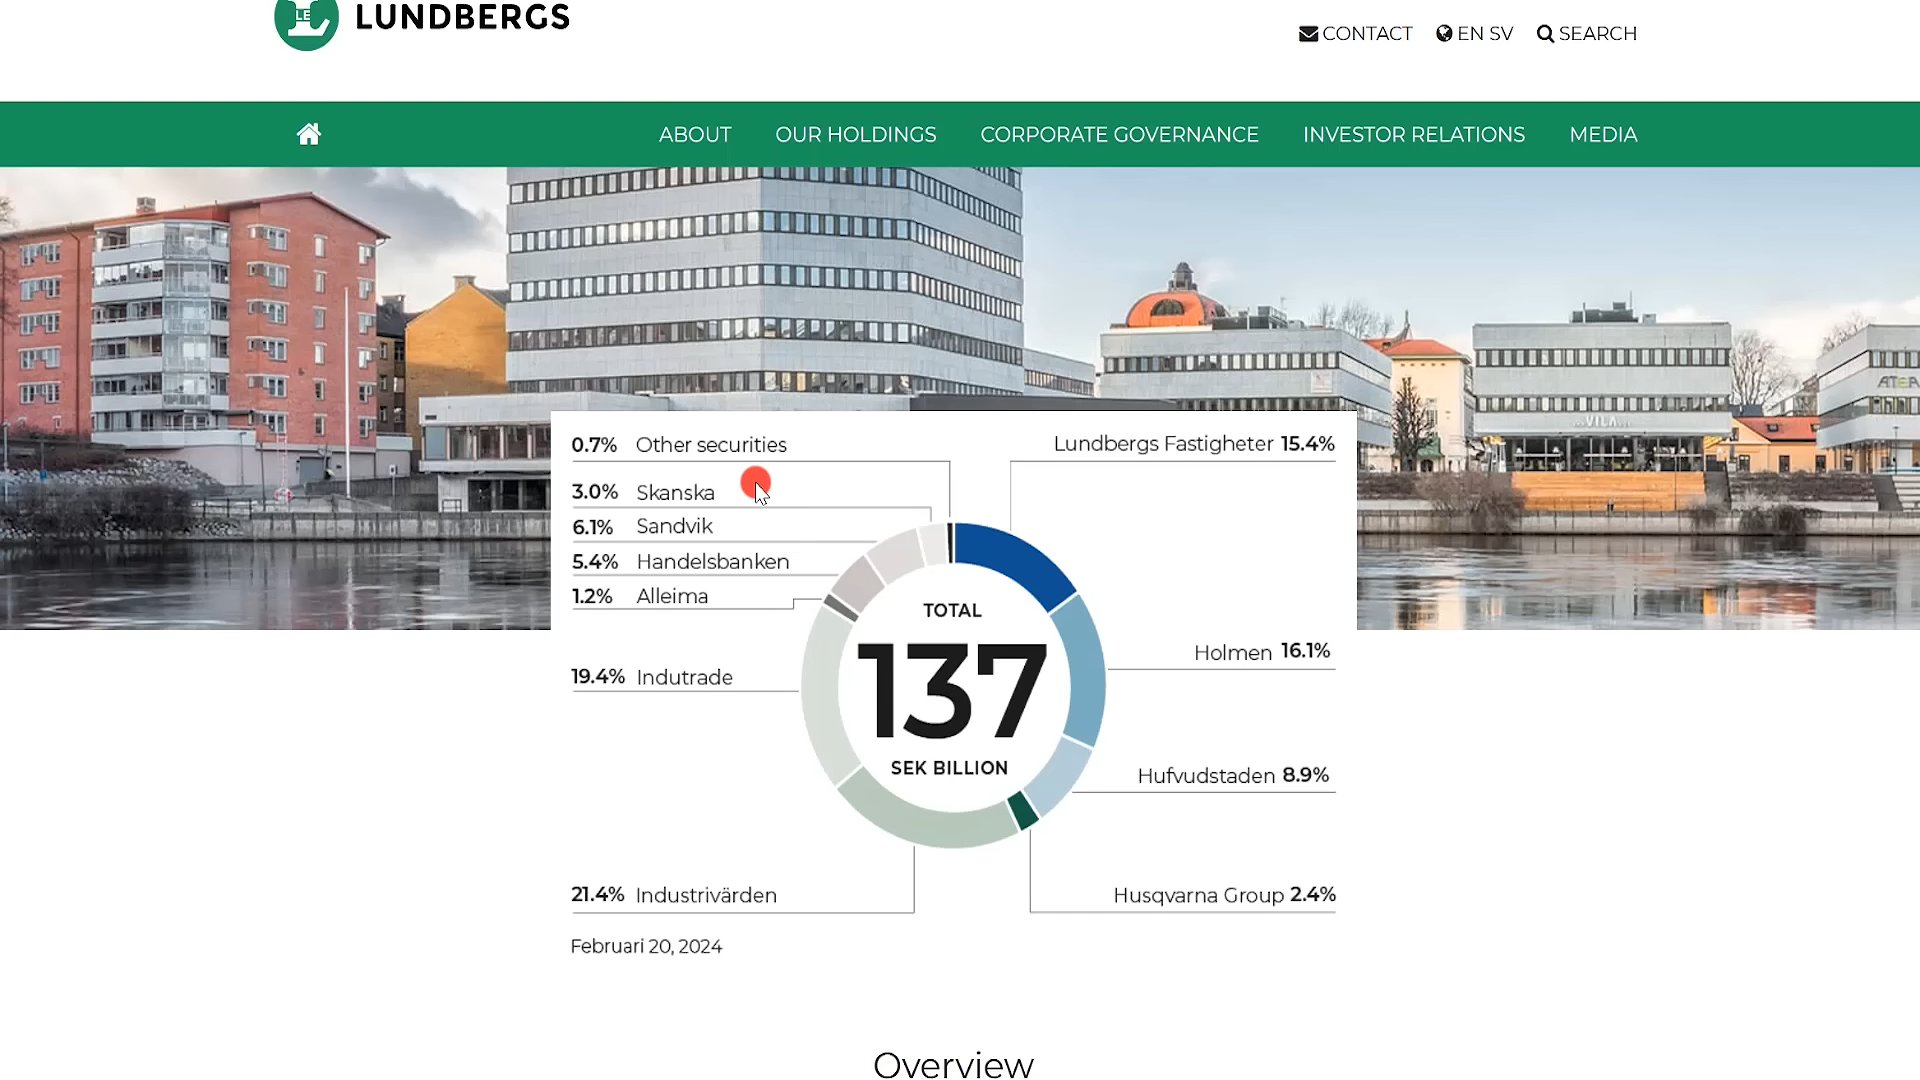 LE
LUNDBERGS
CONTACT
EN SV
SEARCH
ABOUT
OUR HOLDINGS
CORPORATE GOVERNANCE
INVESTOR RELATIONS
MEDIA
ATEA
VILA
0.7% Other securities
3.0% Skanska
6.1% Sandvik
5.4% Handelsbanken
1.2% Alleima
19.4% Indutrade
21.4% Industrivärden
Februari 20, 2024
TOTAL
137
SEK BILLION
Lundbergs Fastigheter 15.4%
Holmen 16.1%
Hufvudstaden 8.9%
Husqvarna Group 2.4%
Overview